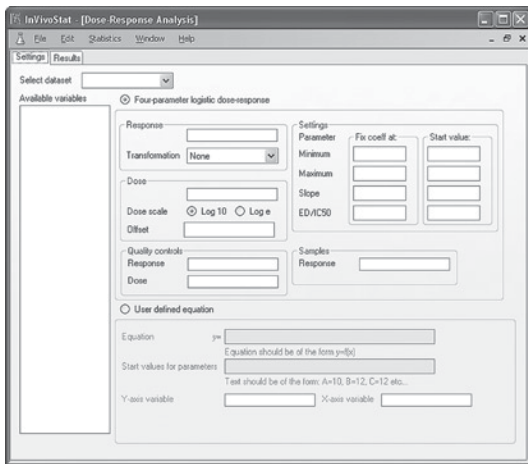 InVivoStat - [Dose-Response Analysis]
File Edit Statistics Window Help
Settings Results
Select dataset
Available variables
Four-parameter logistic dose-response
Response
Transformation None
Dose
Dose scale Log 10 Log e
Offset
Quality controls
Response
Dose
Settings
Parameter Fix coeff at: Start value:
Minimum
Maximum
Slope
ED/IC50
Samples
Response
User defined equation
Equation y=
Equation should be of the form y=f(x)
Start values for parameters
Text should be of the form: A=10, B=12, C=12 etc...
Y-axis variable X-axis variable